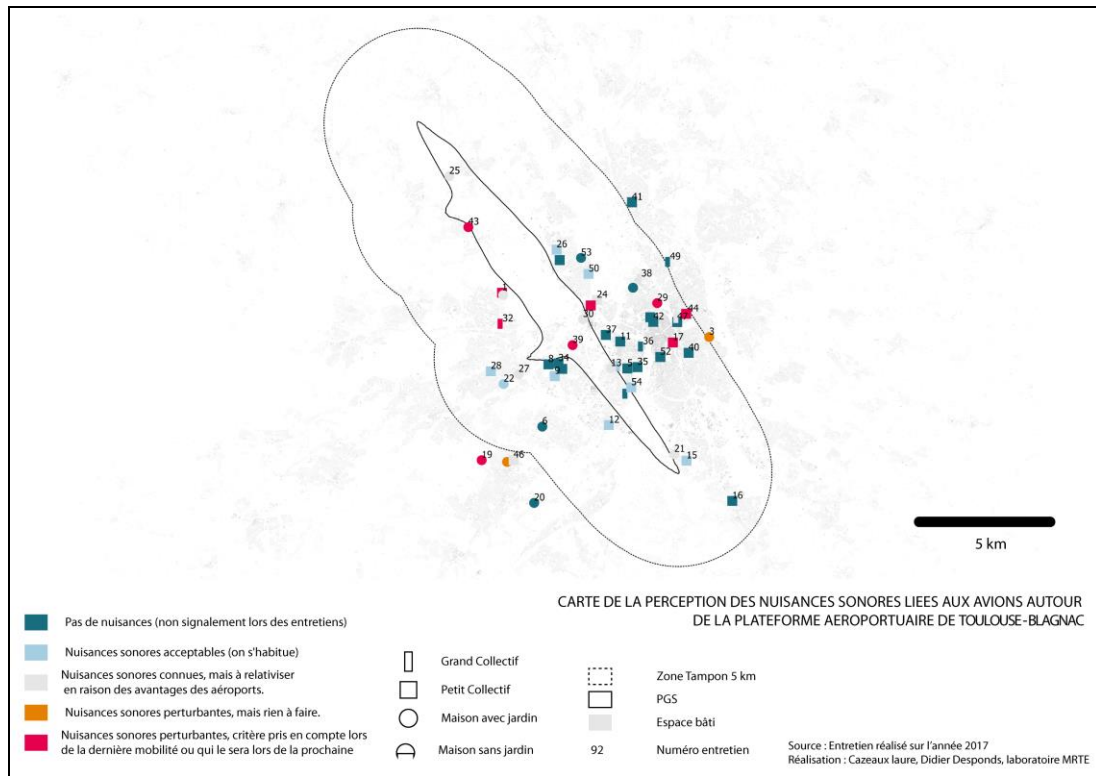 25
43
41
26
53
49
50
38
1
24
29
44
32
30
42
47
3
37
11
39
36
17
52
40
8
34
13
5
35
28
27
9
22
54
12
6
21
15
19
46
20
16
5 km
CARTE DE LA PERCEPTION DES NUISANCES SONORES LIEES AUX AVIONS AUTOUR
DE LA PLATEFORME AEROPORTUAIRE DE TOULOUSE-BLAGNAC
Pas de nuisances (non signalement lors des entretiens)
Nuisances sonores acceptables (on s'habitue)
Nuisances sonores connues, mais à relativiser
en raison des avantages des aéroports.
Nuisances sonores perturbantes, mais rien à faire.
Nuisances sonores perturbantes, critère pris en compte lors
de la dernière mobilité ou qui le sera lors de la prochaine
Grand Collectif
Petit Collectif
Maison avec jardin
Maison sans jardin
Zone Tampon 5 km
PGS
Espace bâti
92 Numéro entretien
Source : Entretien réalisé sur l'année 2017
Réalisation : Cazeaux laure, Didier Desponds, laboratoire MRTE